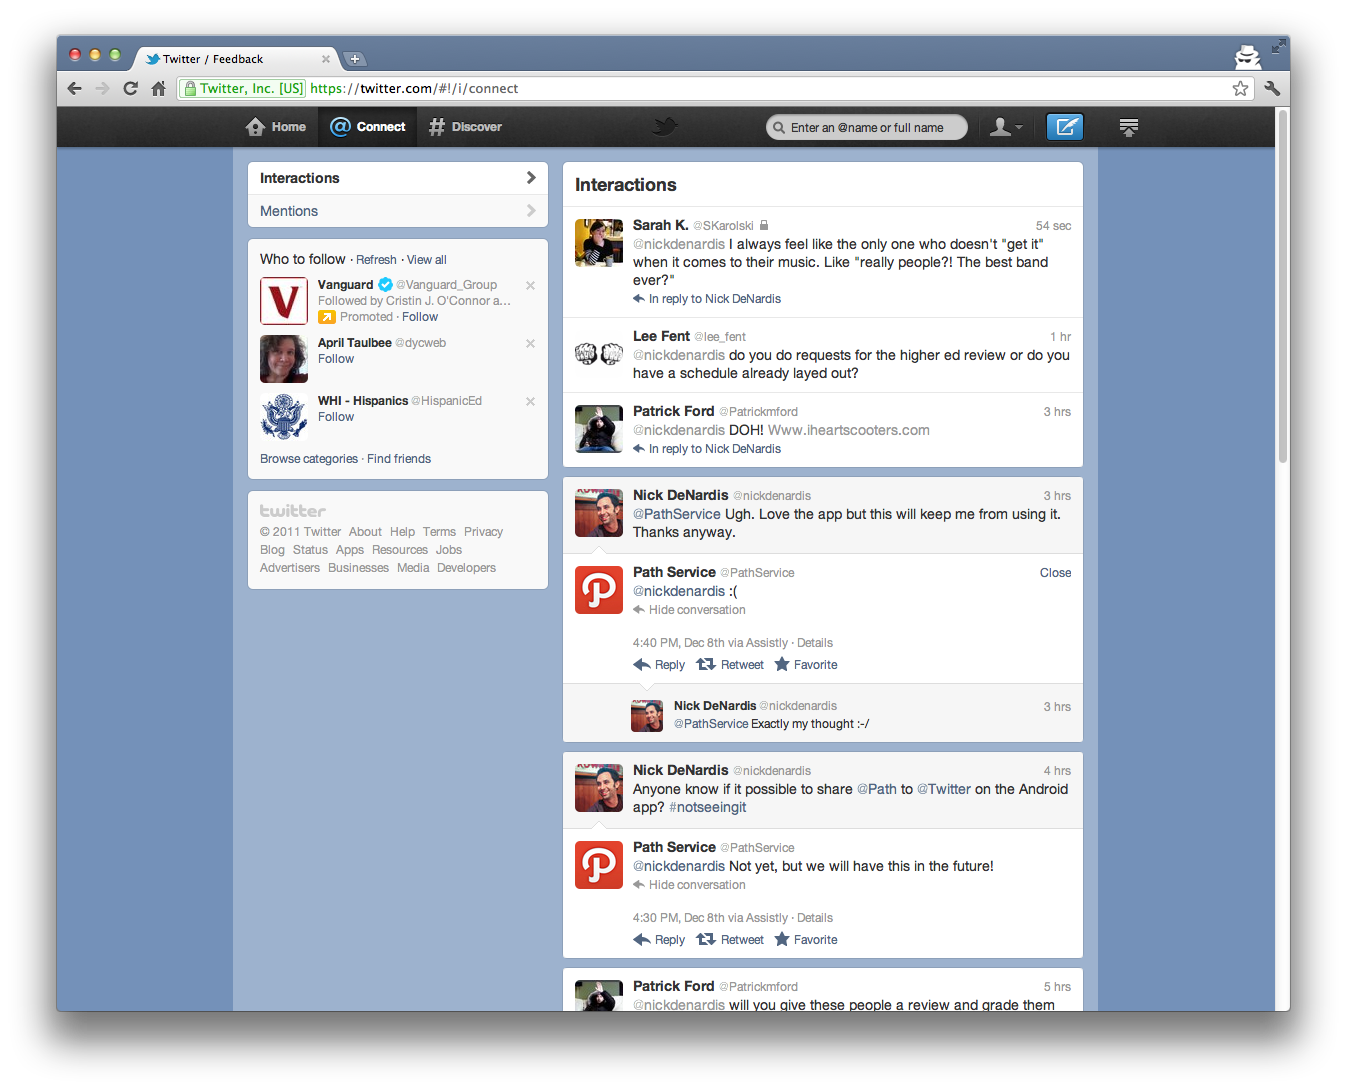 Twitter / Feedback
Twitter, Inc. [US] https://twitter.com/#!/i/connect
Home
@ Connect
# Discover
Enter an @name or full name
Interactions
Mentions
Who to follow · Refresh · View all
Vanguard @Vanguard_Group
Followed by Cristin J. O'Connor a...
Promoted · Follow
April Taulbee @dycweb
Follow
WHI - Hispanics @HispanicEd
Follow
Browse categories · Find friends
twitter
© 2011 Twitter About Help Terms Privacy
Blog Status Apps Resources Jobs
Advertisers Businesses Media Developers
Interactions
Sarah K. @SKarolski 54 sec
@nickdenardis I always feel like the only one who doesn't "get it"
when it comes to their music. Like "really people?! The best band
ever?"
In reply to Nick DeNardis
Lee Fent @lee_fent 1 hr
@nickdenardis do you do requests for the higher ed review or do you
have a schedule already layed out?
Patrick Ford @Patrickmford 3 hrs
@nickdenardis DOH! Www.iheartscooters.com
In reply to Nick DeNardis
Nick DeNardis @nickdenardis 3 hrs
@PathService Ugh. Love the app but this will keep me from using it.
Thanks anyway.
Path Service @PathService Close
@nickdenardis :(
Hide conversation
4:40 PM, Dec 8th via Assistly · Details
Reply Retweet Favorite
Nick DeNardis @nickdenardis 3 hrs
@PathService Exactly my thought :-/
Nick DeNardis @nickdenardis 4 hrs
Anyone know if it possible to share @Path to @Twitter on the Android
app? #notseeingit
Path Service @PathService
@nickdenardis Not yet, but we will have this in the future!
Hide conversation
4:30 PM, Dec 8th via Assistly · Details
Reply Retweet Favorite
Patrick Ford @Patrickmford 5 hrs
@nickdenardis will you give these people a review and grade them